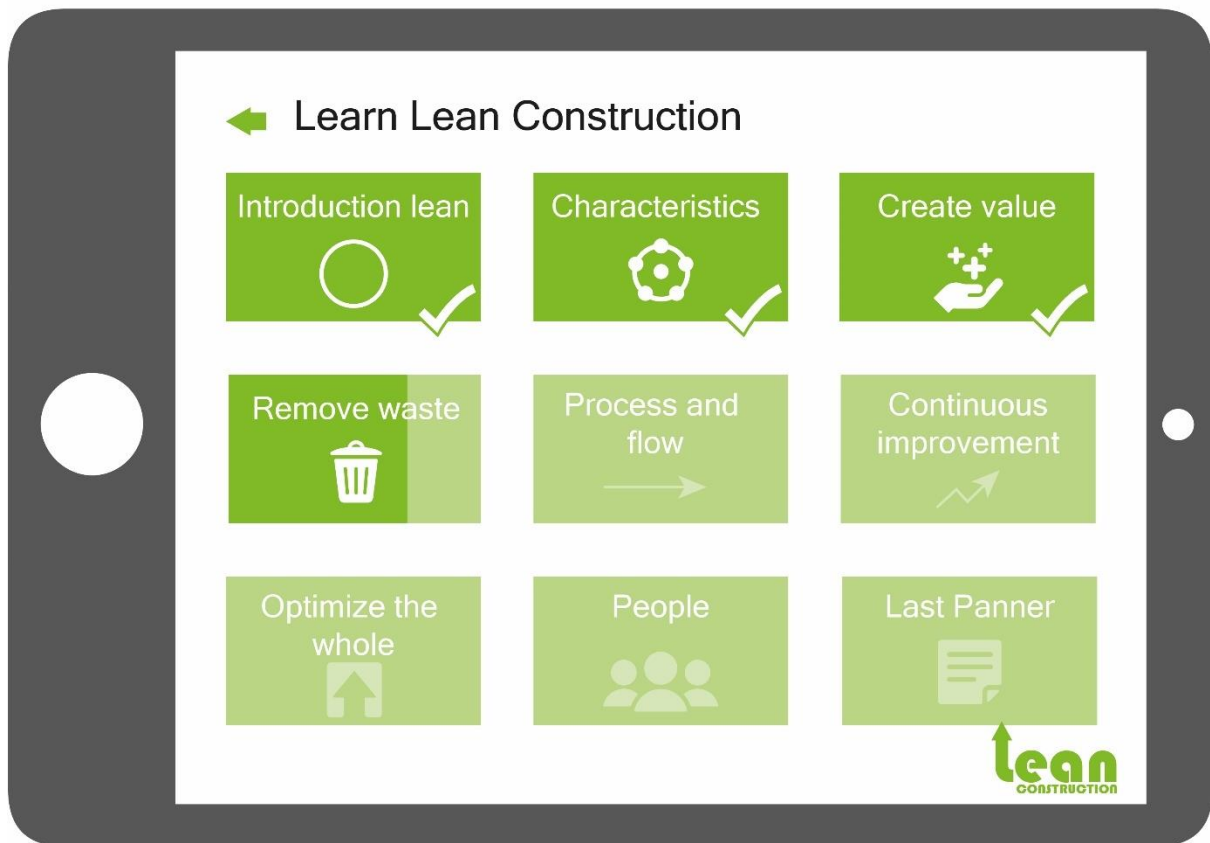 Learn Lean Construction
Introduction lean
Characteristics
Create value
Remove waste
Process and
flow
Continuous
improvement
Optimize the
whole
People
Last Panner
Lean
CONSTRUCTION